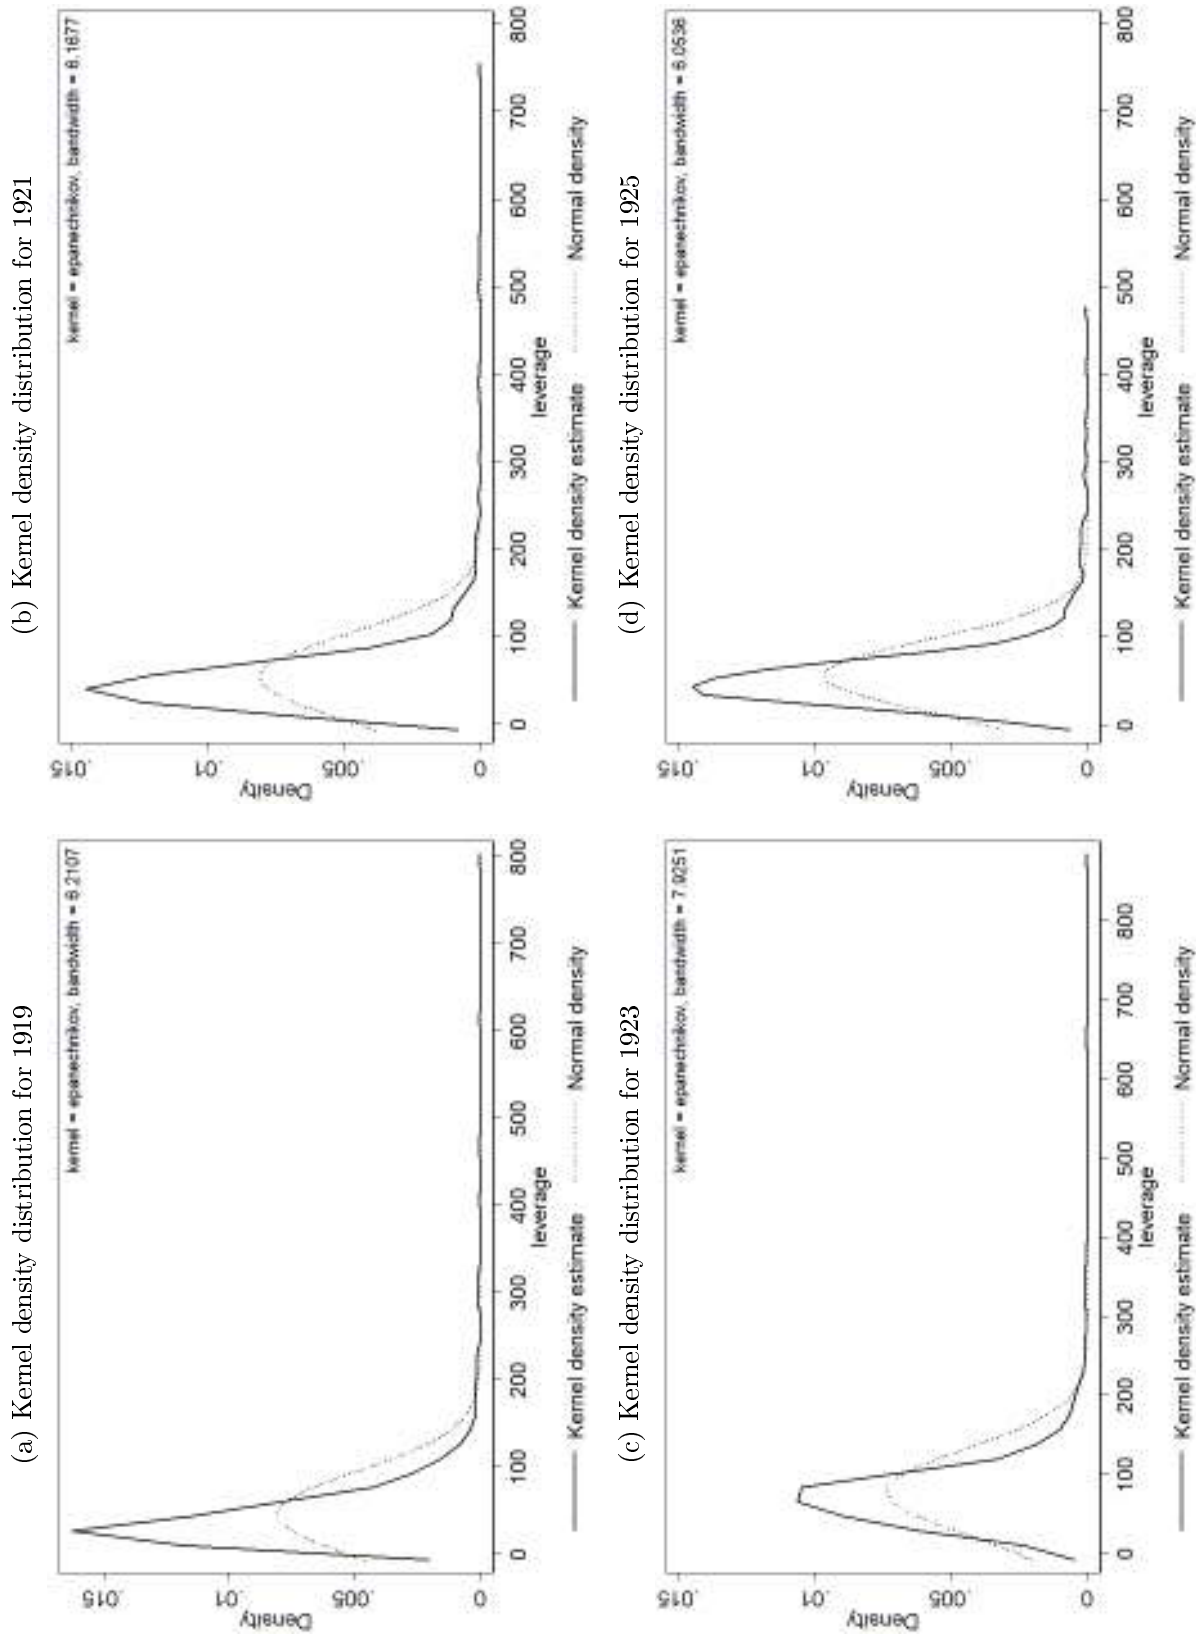 (a) Kernel density distribution for 1919
kernel = epanechnikov, bandwidth = 6.2107
Density
0 .005 .01 .015
0 100 200 300 400 500 600 700 800
leverage
Kernel density estimate Normal density
(b) Kernel density distribution for 1921
kernel = epanechnikov, bandwidth = 6.1677
Density
0 .005 .01 .015
0 100 200 300 400 500 600 700 800
leverage
Kernel density estimate Normal density
(c) Kernel density distribution for 1923
kernel = epanechnikov, bandwidth = 7.9251
Density
0 .005 .01 .015
0 100 200 300 400 500 600 700 800
leverage
Kernel density estimate Normal density
(d) Kernel density distribution for 1925
kernel = epanechnikov, bandwidth = 6.0536
Density
0 .005 .01 .015
0 100 200 300 400 500 600 700 800
leverage
Kernel density estimate Normal density